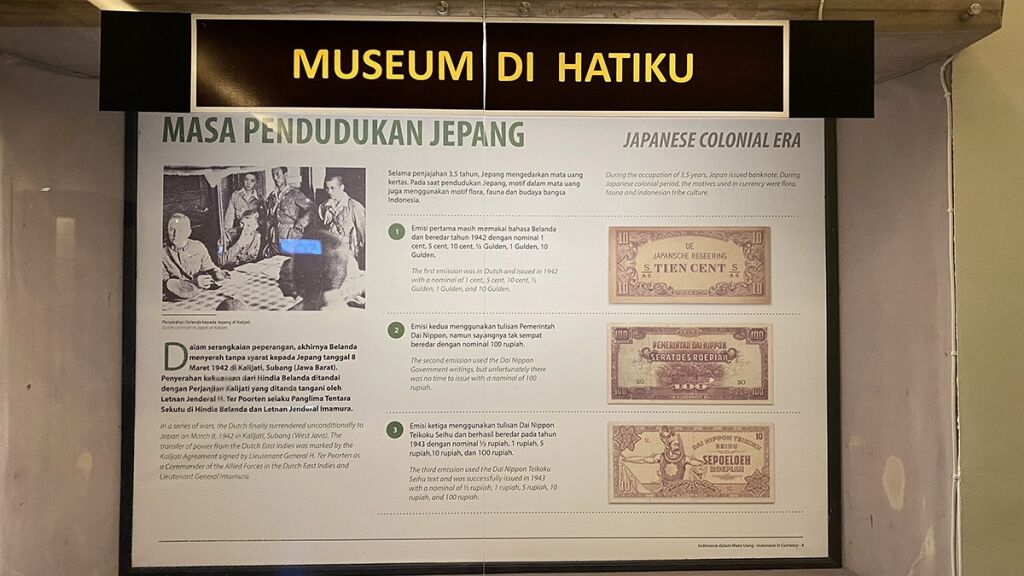 MUSEUM DI HATIKU
MASA PENDUDUKAN JEPANG
JAPANESE COLONIAL ERA
Penyerahan Belanda kepada Jepang di Kalijati.
Dutch surrender to Japan at Kalijati.
Dalam serangkaian peperangan, akhirnya Belanda
menyerah tanpa syarat kepada Jepang tanggal 8
Maret 1942 di Kalijati, Subang (Jawa Barat).
Penyerahan kekuasaan dari Hindia Belanda ditandai
dengan Perjanjian Kalijati yang ditanda tangani oleh
Letnan Jenderal H. Ter Poorten selaku Panglima Tentara
Sekutu di Hindia Belanda dan Letnan Jenderal Imamura.
In a series of wars, the Dutch finally surrendered unconditionally to
Japan on March 8, 1942 in Kalijati, Subang (West Java). The
transfer of power from the Dutch East Indies was marked by the
Kalijati Agreement signed by Lieutenant General H. Ter Poorten as
a Commander of the Allied Forces in the Dutch East Indies and
Lieutenant General Imamura.
Selama penjajahan 3,5 tahun, Jepang mengedarkan mata uang
kertas. Pada saat pendudukan Jepang, motif dalam mata uang
juga menggunakan motif flora, fauna dan budaya bangsa
Indonesia.
During the occupation of 3,5 years, Japan issued banknote. During
Japanese colonial period, the motives used in currency were flora,
fauna and Indonesian tribe culture.
1
Emisi pertama masih memakai bahasa Belanda
dan beredar tahun 1942 dengan nominal 1
cent, 5 cent, 10 cent, ½ Gulden, 1 Gulden, 10
Gulden.
The first emission was in Dutch and issued in 1942
with a nominal of 1 cent, 5 cent, 10 cent, ½
Gulden, 1 Gulden, and 10 Gulden.
10 10
DE
JAPANSCHE REGEERING
S TIEN CENT S
AS AS
2
Emisi kedua menggunakan tulisan Pemerintah
Dai Nippon, namun sayangnya tak sempat
beredar dengan nominal 100 rupiah.
The second emission used the Dai Nippon
Government writings, but unfortunately there
was no time to issue with a nominal of 100
rupiah.
100 100
PEMERINTAH DAI NIPPON
SERATOES ROEPIAH
SO SO
100
3
Emisi ketiga menggunakan tulisan Dai Nippon
Teikoku Seihu dan berhasil beredar pada tahun
1943 dengan nominal ½ rupiah, 1 rupiah, 5
rupiah,10 rupiah, dan 100 rupiah.
The third emission used the Dai Nippon Teikoku
Seihu text and was successfully issued in 1943
with a nominal of ½ rupiah, 1 rupiah, 5 rupiah, 10
rupiah, and 100 rupiah.
10
DAI NIPPON TEIKOKU
SEIHU
SEPOELOEH
ROEPIAH
10
Indonesia dalam Mata Uang - Indonesia in Currency - 4